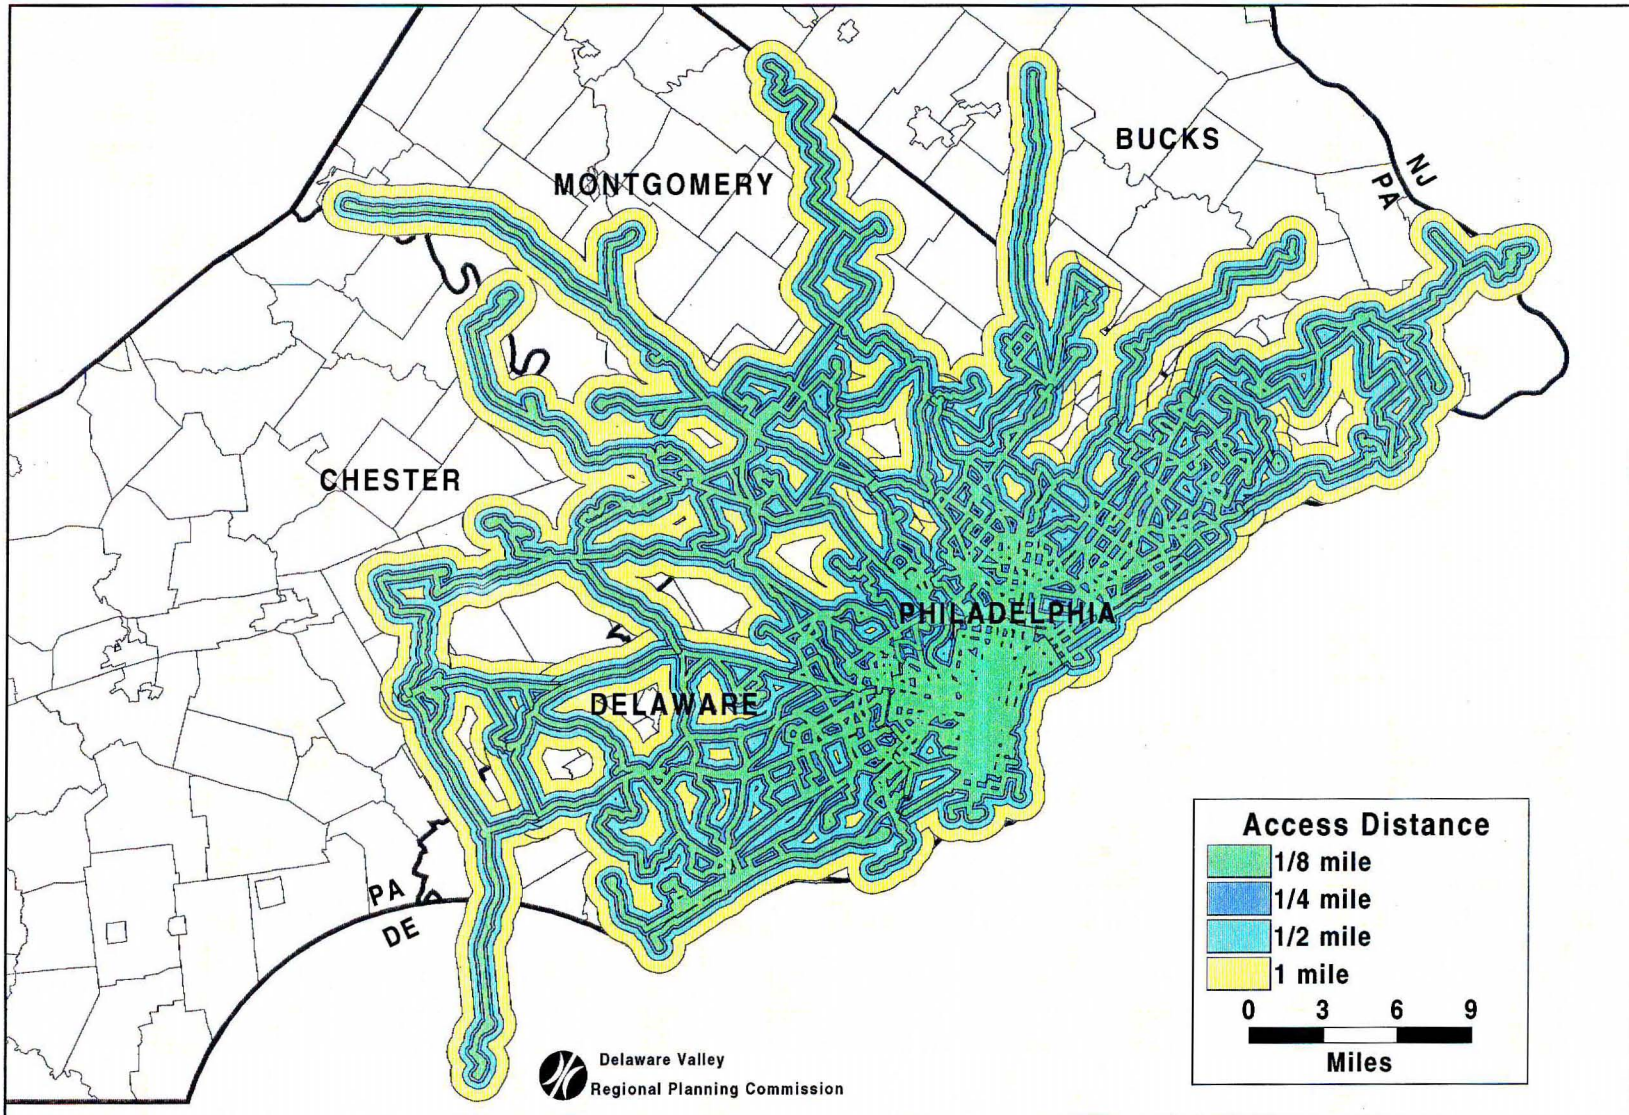 BUCKS
NJ
PA
MONTGOMERY
CHESTER
PHILADELPHIA
DELAWARE
PA
DE
Access Distance
1/8 mile
1/4 mile
1/2 mile
1 mile
0 3 6 9
Miles
Delaware Valley
Regional Planning Commission